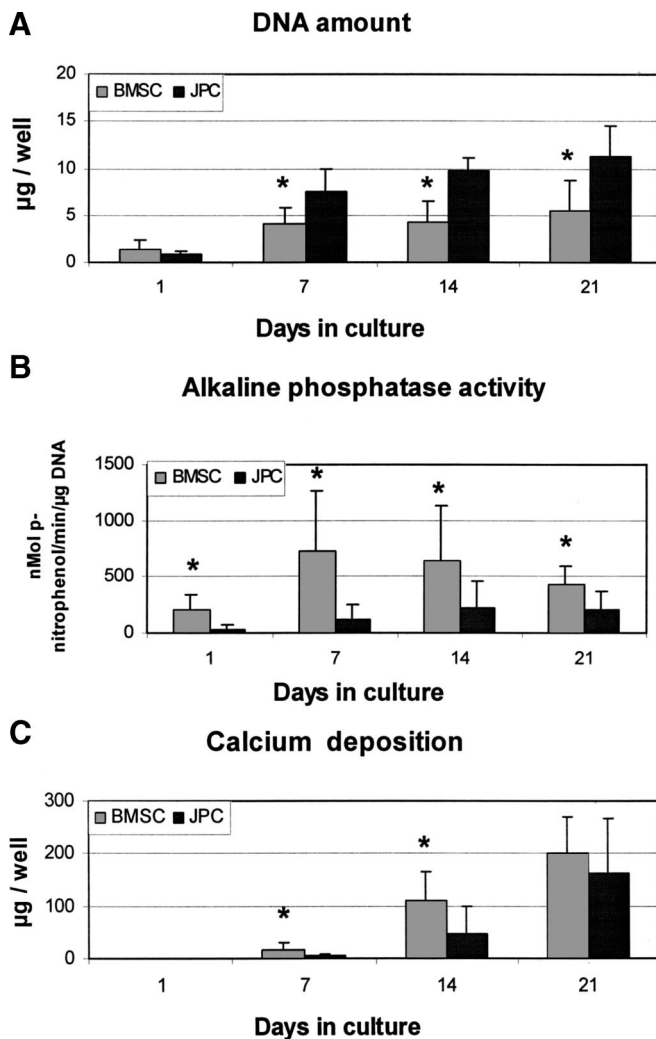 A
DNA amount
20
BMSC JPC
15
10
5
0
µg / well
* * *
1 7 14 21
Days in culture
B
Alkaline phosphatase activity
1500
BMSC JPC
1000
500
0
nMol p-
nitrophenol/min/µg DNA
* * * *
1 7 14 21
Days in culture
C
Calcium deposition
300
BMSC JPC
200
100
0
µg / well
* *
1 7 14 21
Days in culture